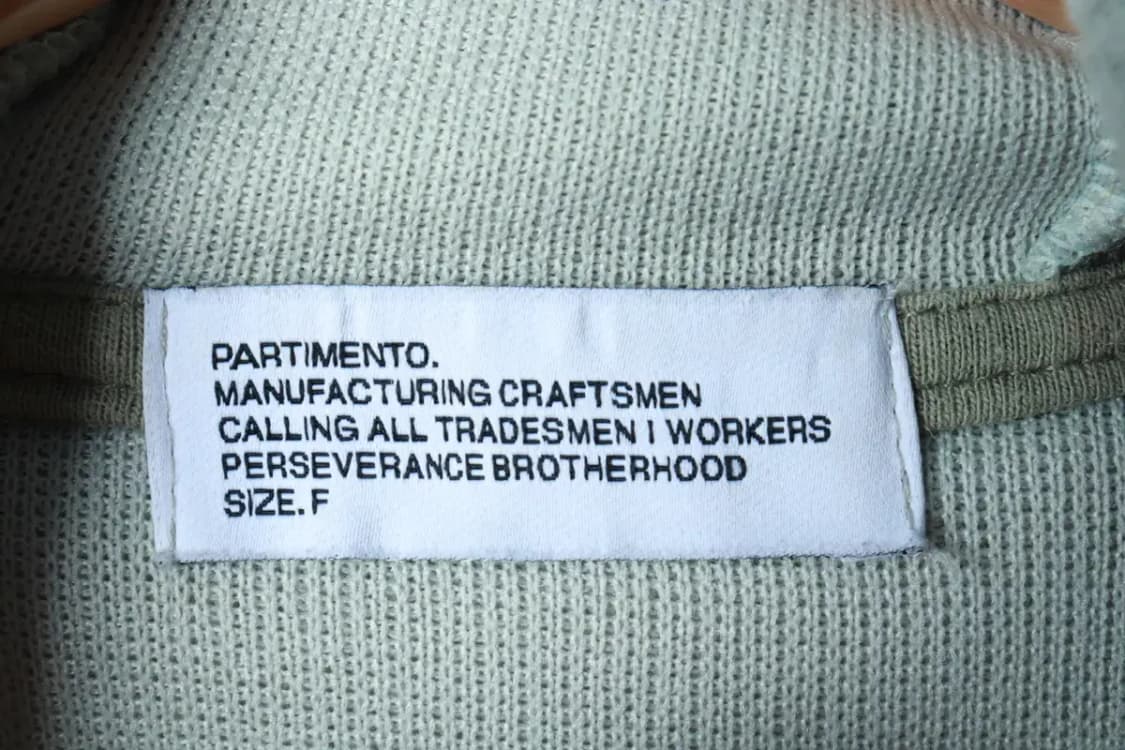 PARTIMENTO.
MANUFACTURING CRAFTSMEN
CALLING ALL TRADESMEN I WORKERS
PERSEVERANCE BROTHERHOOD
SIZE. F